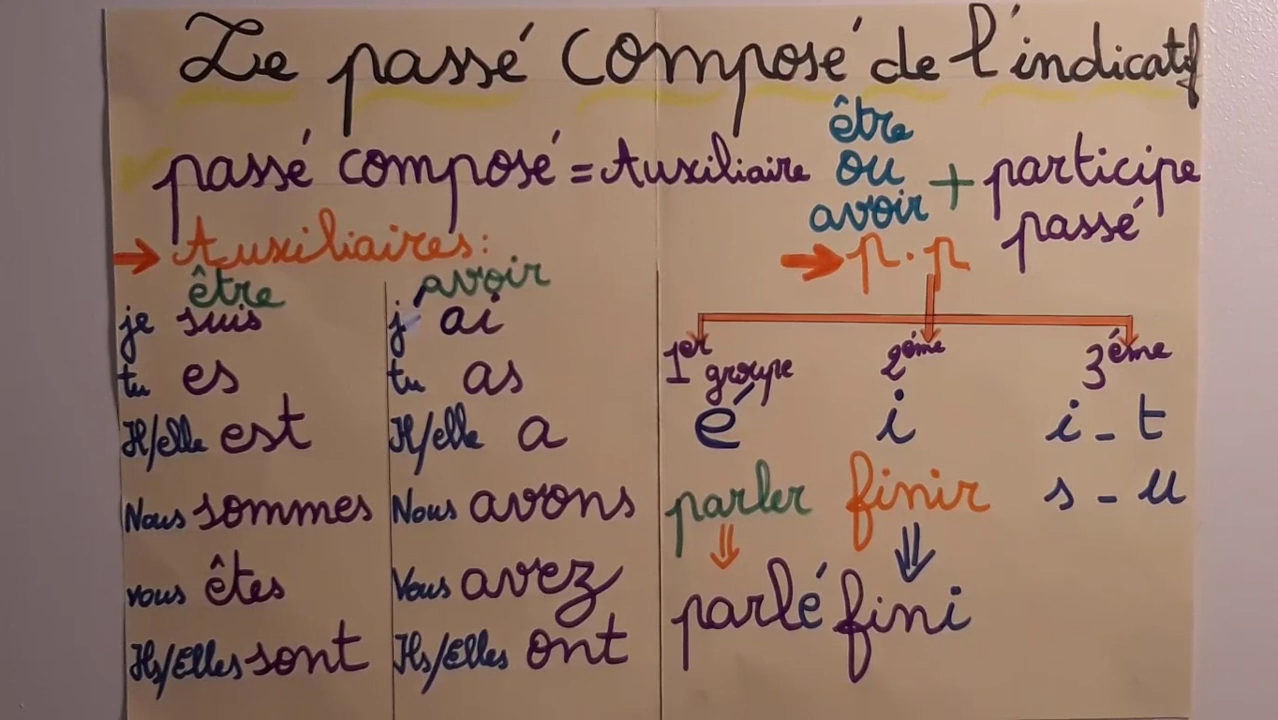 Le passé composé de l'indicatif
passé composé = Auxiliaire être ou avoir + participe passé
→ Auxiliaires :
être
je suis
tu es
Il/elle est
Nous sommes
vous êtes
Ils/Elles sont
avoir
j' ai
tu as
Il/elle a
Nous avons
Vous avez
Ils/Elles ont
→ p.p
1er groupe
é
parler
⇓
parlé
2éme
i
finir
⇓
fini
3éme
i - t
s - u